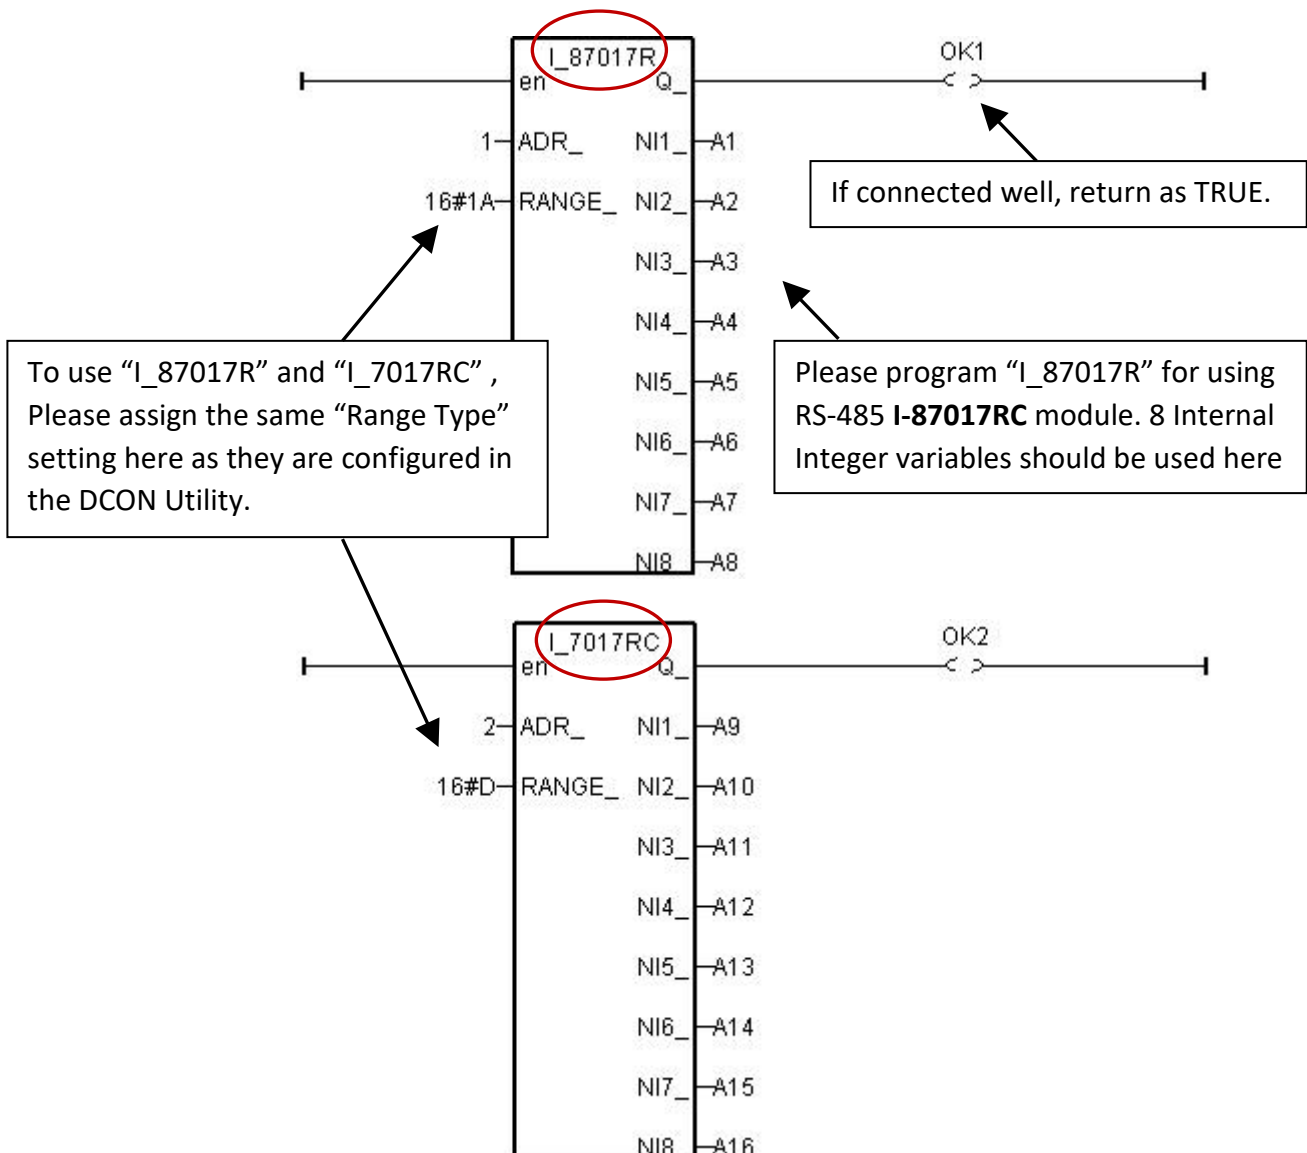 I_87017R
OK1
en Q_
1 ADR_ NI1_ A1
If connected well, return as TRUE.
16#1A RANGE_ NI2_ A2
NI3_ A3
NI4_ A4
To use “I_87017R” and “I_7017RC” ,
Please assign the same “Range Type”
setting here as they are configured in
the DCON Utility.
Please program “I_87017R” for using
RS-485 I-87017RC module. 8 Internal
Integer variables should be used here
NI5_ A5
NI6_ A6
NI7_ A7
NI8 A8
I_7017RC
OK2
en Q_
2 ADR_ NI1_ A9
16#D RANGE_ NI2_ A10
NI3_ A11
NI4_ A12
NI5_ A13
NI6_ A14
NI7_ A15
NI8 A16